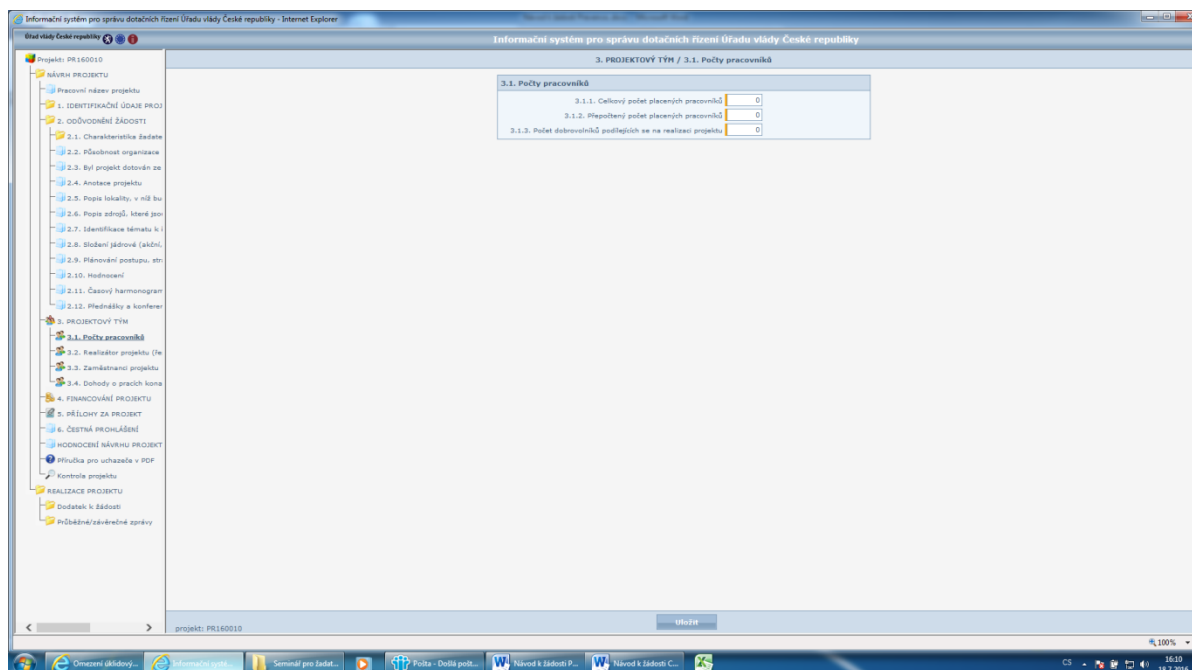 Informační systém pro správu dotačních řízení Úřadu vlády České republiky - Internet Explorer
Úřad vlády České republiky
Informační systém pro správu dotačních řízení Úřadu vlády České republiky
Projekt: PR160010
3. PROJEKTOVÝ TÝM / 3.1. Počty pracovníků
NÁVRH PROJEKTU
Pracovní název projektu
1. IDENTIFIKAČNÍ ÚDAJE PROJ
2. ODŮVODNĚNÍ ŽÁDOSTI
2.1. Charakteristika žadate
2.2. Působnost organizace
2.3. Byl projekt dotován ze
2.4. Anotace projektu
2.5. Popis lokality, v níž bu
2.6. Popis zdrojů, které jso
2.7. Identifikace tématu k i
2.8. Složení jádrové (akční,
2.9. Plánování postupu, str
2.10. Hodnocení
2.11. Časový harmonogram
2.12. Přednášky a konferen
3. PROJEKTOVÝ TÝM
3.1. Počty pracovníků
3.2. Realizátor projektu (ře
3.3. Zaměstnanci projektu
3.4. Dohody o pracích kona
4. FINANCOVÁNÍ PROJEKTU
5. PŘÍLOHY ZA PROJEKT
6. ČESTNÁ PROHLÁŠENÍ
HODNOCENÍ NÁVRHU PROJEKT
Příručka pro uchazeče v PDF
Kontrola projektu
REALIZACE PROJEKTU
Dodatek k žádosti
Průběžné/závěrečné zprávy
3.1. Počty pracovníků
3.1.1. Celkový počet placených pracovníků 0
3.1.2. Přepočtený počet placených pracovníků 0
3.1.3. Počet dobrovolníků podílejících se na realizaci projektu 0
projekt: PR160010
Uložit
100%
Omezení úklidový...
Informační systé...
Seminář pro žadat...
Pošta - Došlá pošt...
Návod k žádosti P...
Návod k žádosti C...
CS
16:10
18.7.2016